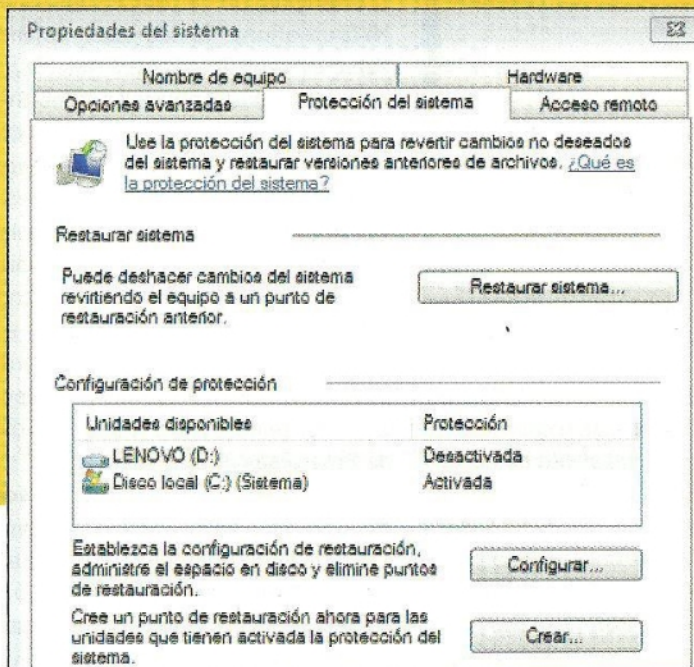 Propiedades del sistema
Nombre de equipo
Hardware
Opciones avanzadas
Protección del sistema
Acceso remoto
Use la protección del sistema para revertir cambios no deseados
del sistema y restaurar versiones anteriores de archivos. ¿Qué es
la protección del sistema?
Restaurar sistema
Puede deshacer cambios del sistema
revirtiendo el equipo a un punto de
restauración anterior.
Restaurar sistema...
Configuración de protección
Unidades disponibles
Protección
LENOVO (D:)
Desactivada
Disco local (C:) (Sistema)
Activada
Establezca la configuración de restauración,
administre el espacio en disco y elimine puntos
de restauración.
Configurar...
Cree un punto de restauración ahora para las
unidades que tienen activada la protección del
sistema.
Crear...